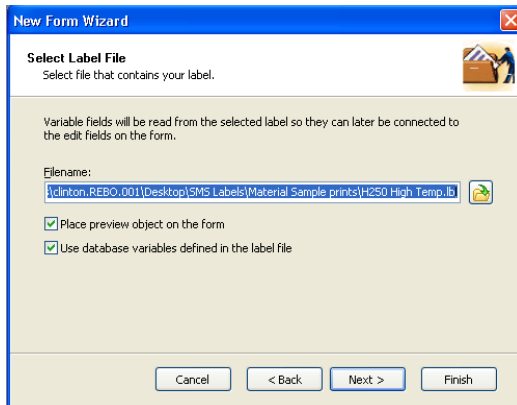 New Form Wizard
Select Label File
Select file that contains your label.
Variable fields will be read from the selected label so they can later be connected to
the edit fields on the form.
Filename:
\clinton.REBO.001\Desktop\SMS Labels\Material Sample prints\H250 High Temp.lbl
Place preview object on the form
Use database variables defined in the label file
Cancel
< Back
Next >
Finish